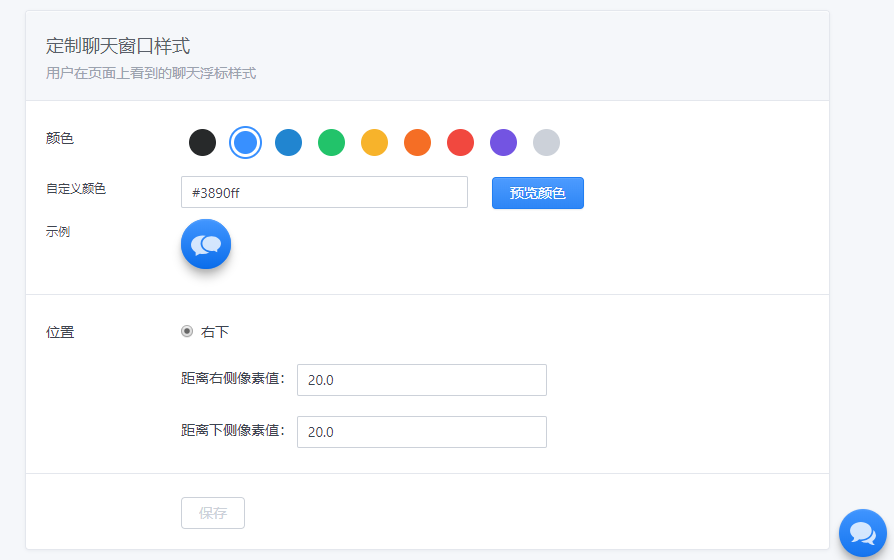 定制聊天窗口样式
用户在页面上看到的聊天浮标样式
颜色
自定义颜色 #3890ff 预览颜色
示例
位置 右下
距离右侧像素值： 20.0
距离下侧像素值： 20.0
保存